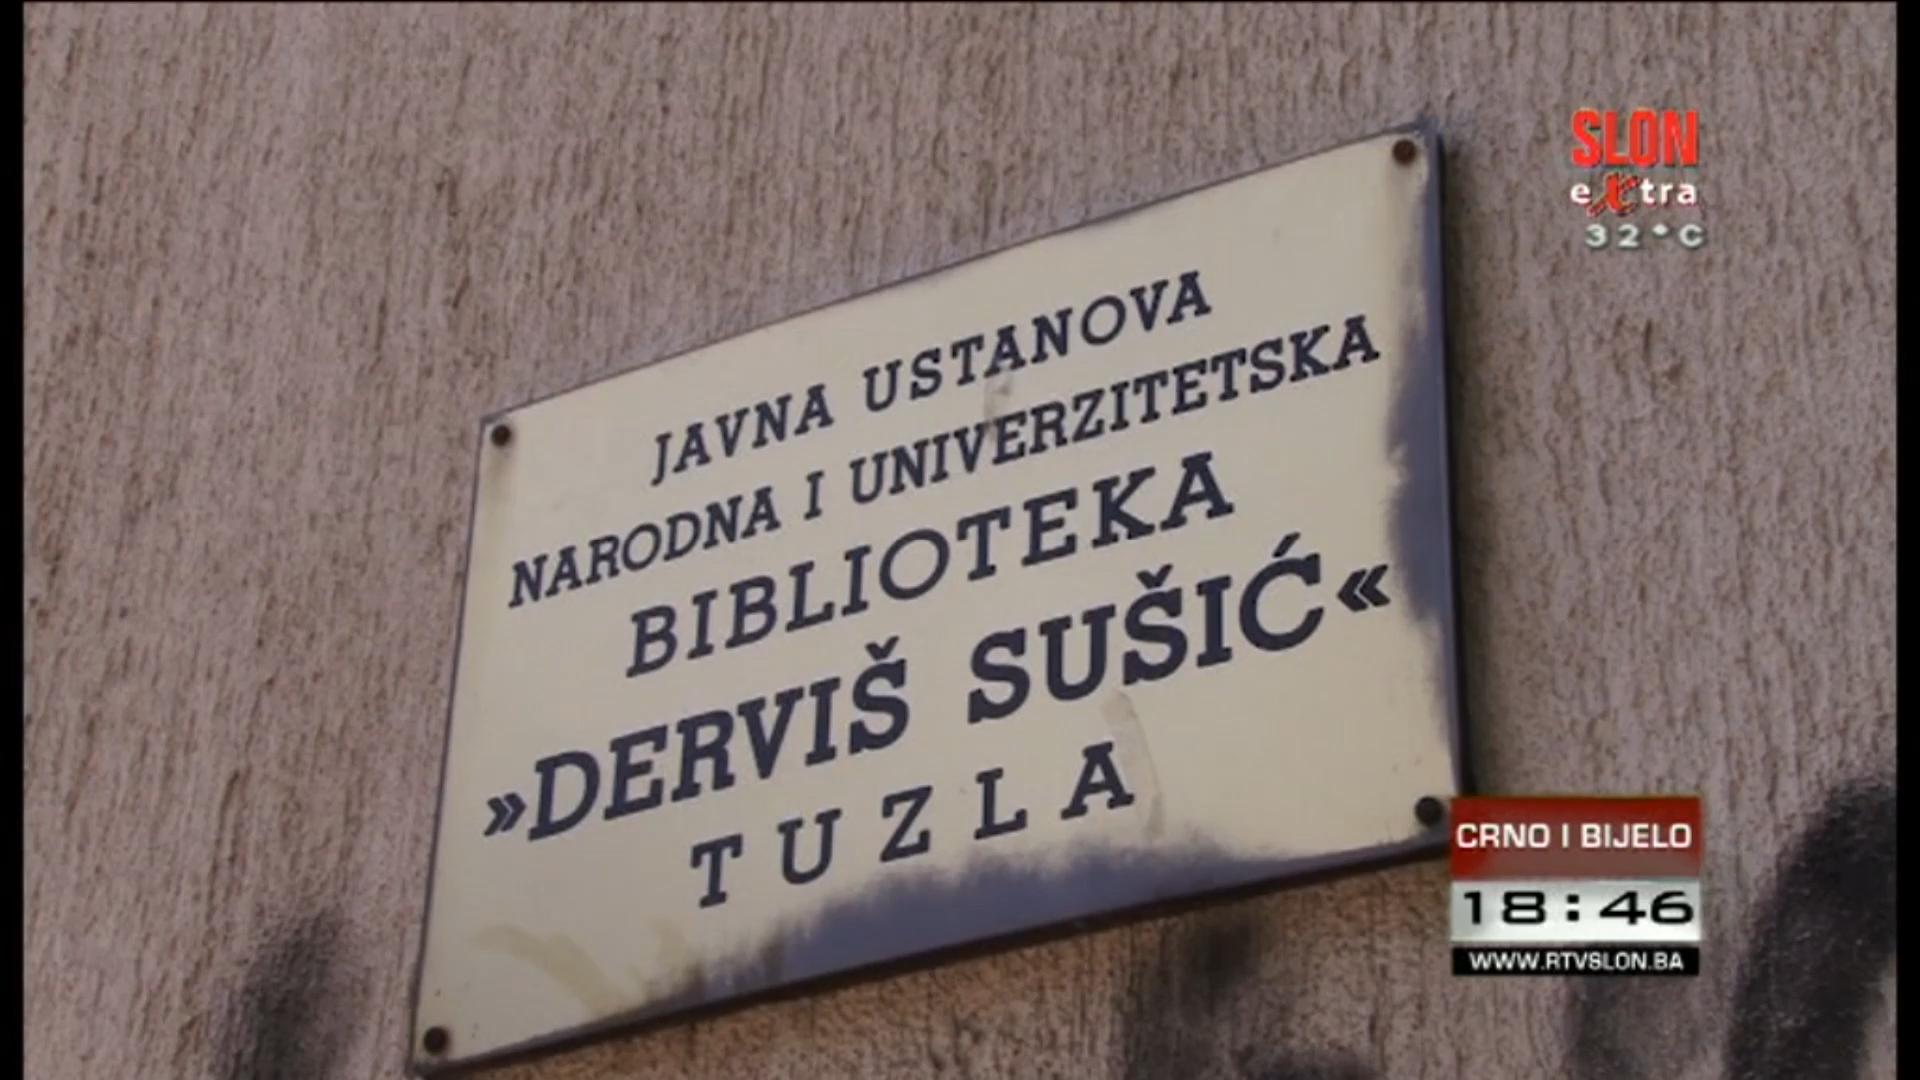 SLON
extra
32°C
JAVNA USTANOVA
NARODNA I UNIVERZITETSKA
BIBLIOTEKA
»DERVIŠ SUŠIĆ«
TUZLA
CRNO I BIJELO
18:46
WWW.RTVSLON.BA